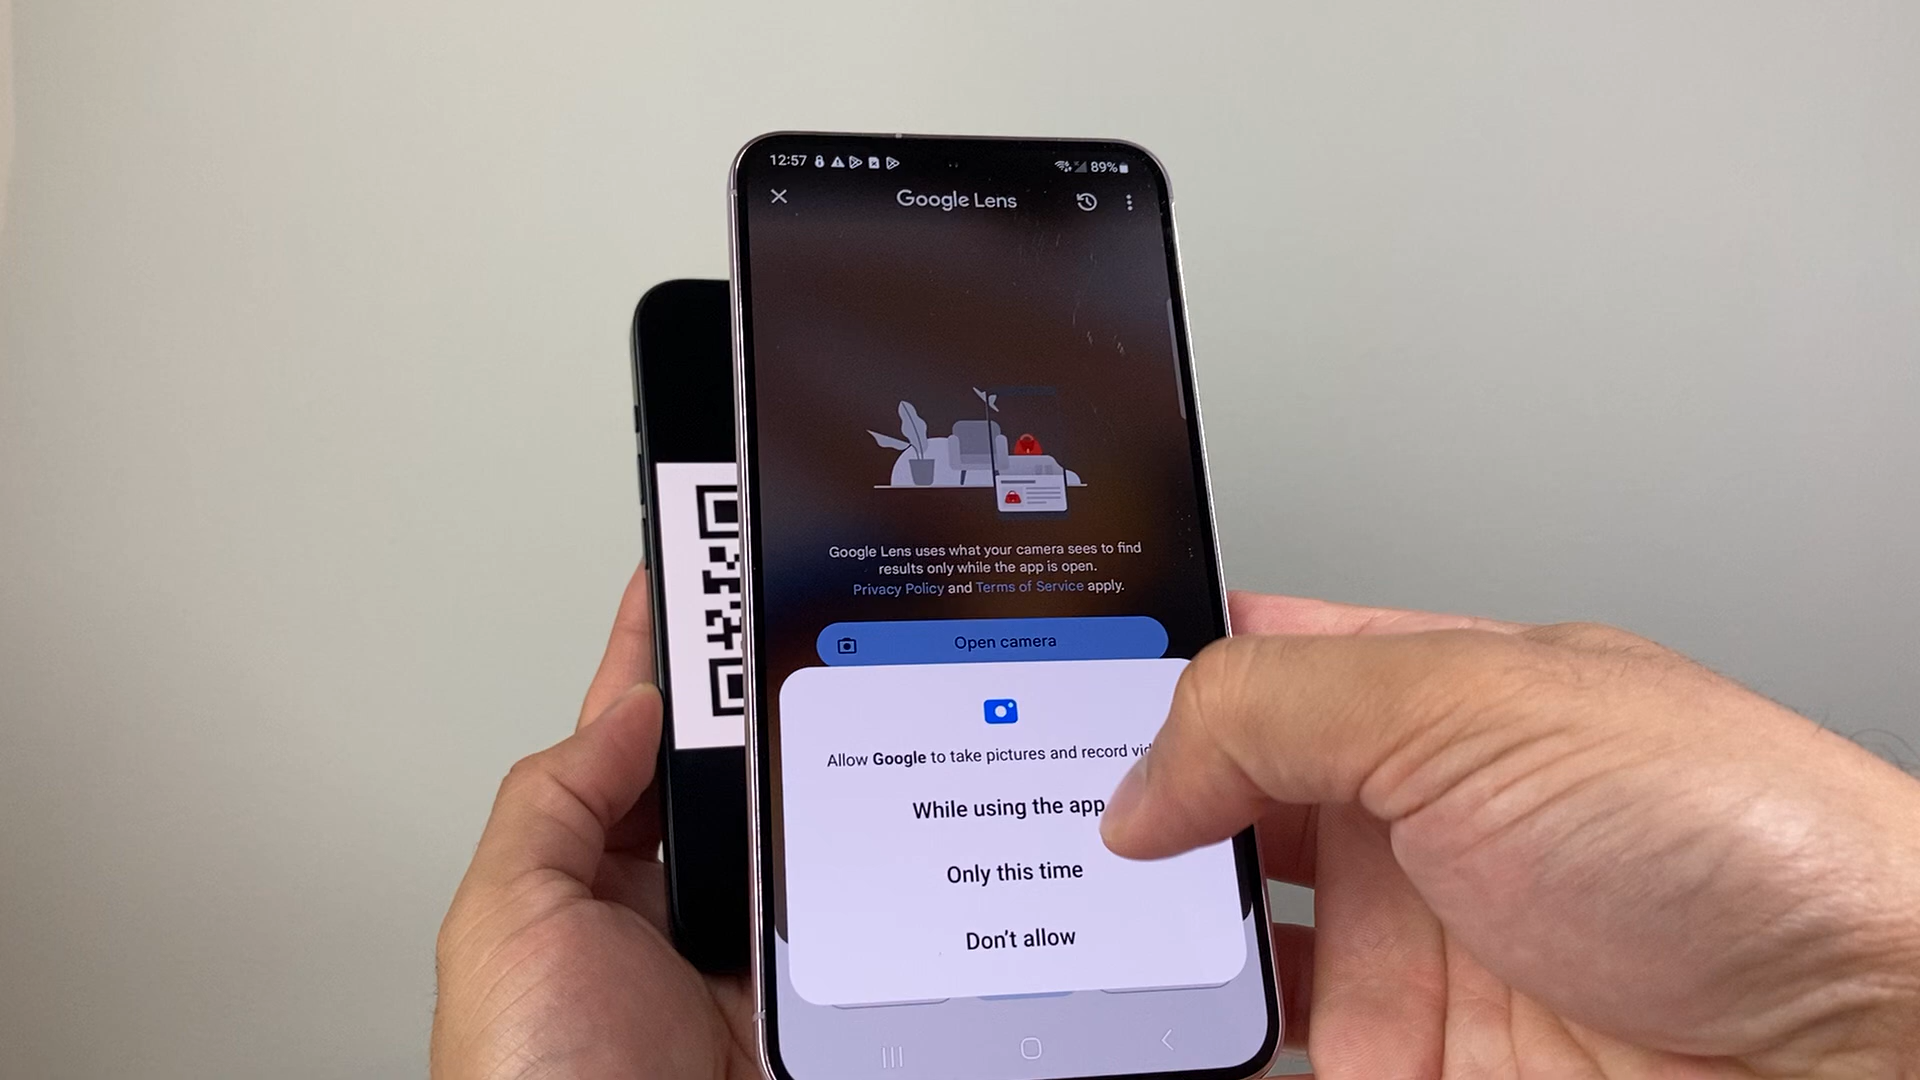 12:57
89%
Google Lens
Google Lens uses what your camera sees to find
results only while the app is open.
Privacy Policy and Terms of Service apply.
Open camera
Allow Google to take pictures and record
While using the app
Only this time
Don't allow